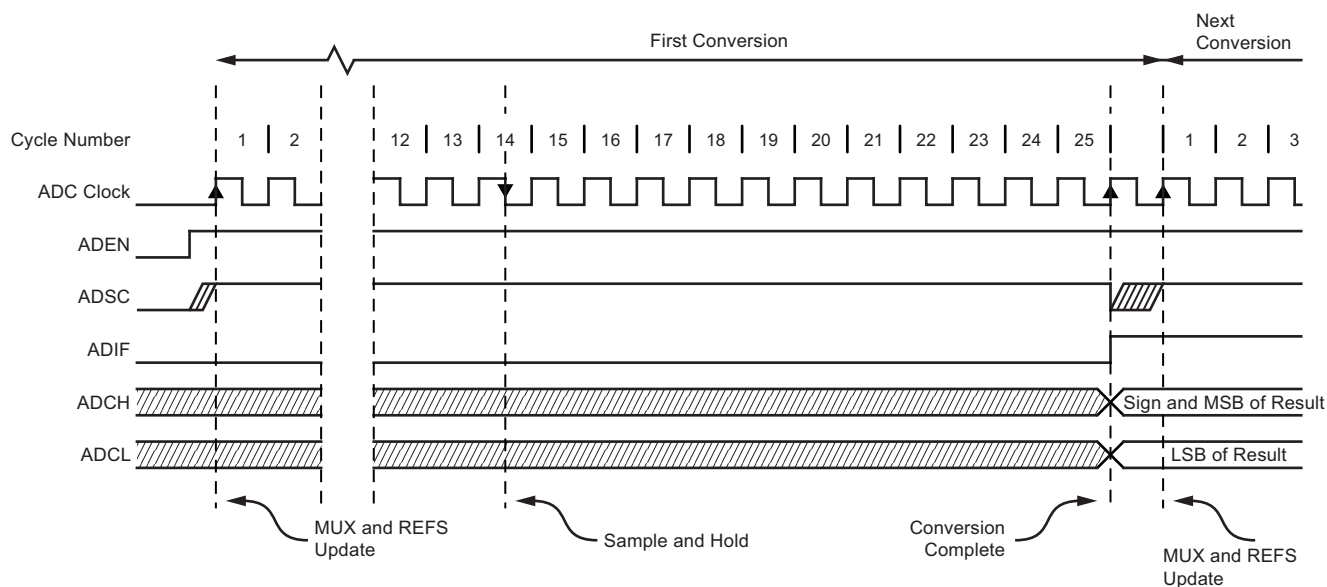 First Conversion
Next
Conversion
Cycle Number 1 2 12 13 14 15 16 17 18 19 20 21 22 23 24 25 1 2 3
ADC Clock
ADEN
ADSC
ADIF
ADCH Sign and MSB of Result
ADCL LSB of Result
MUX and REFS
Update
Sample and Hold
Conversion
Complete
MUX and REFS
Update